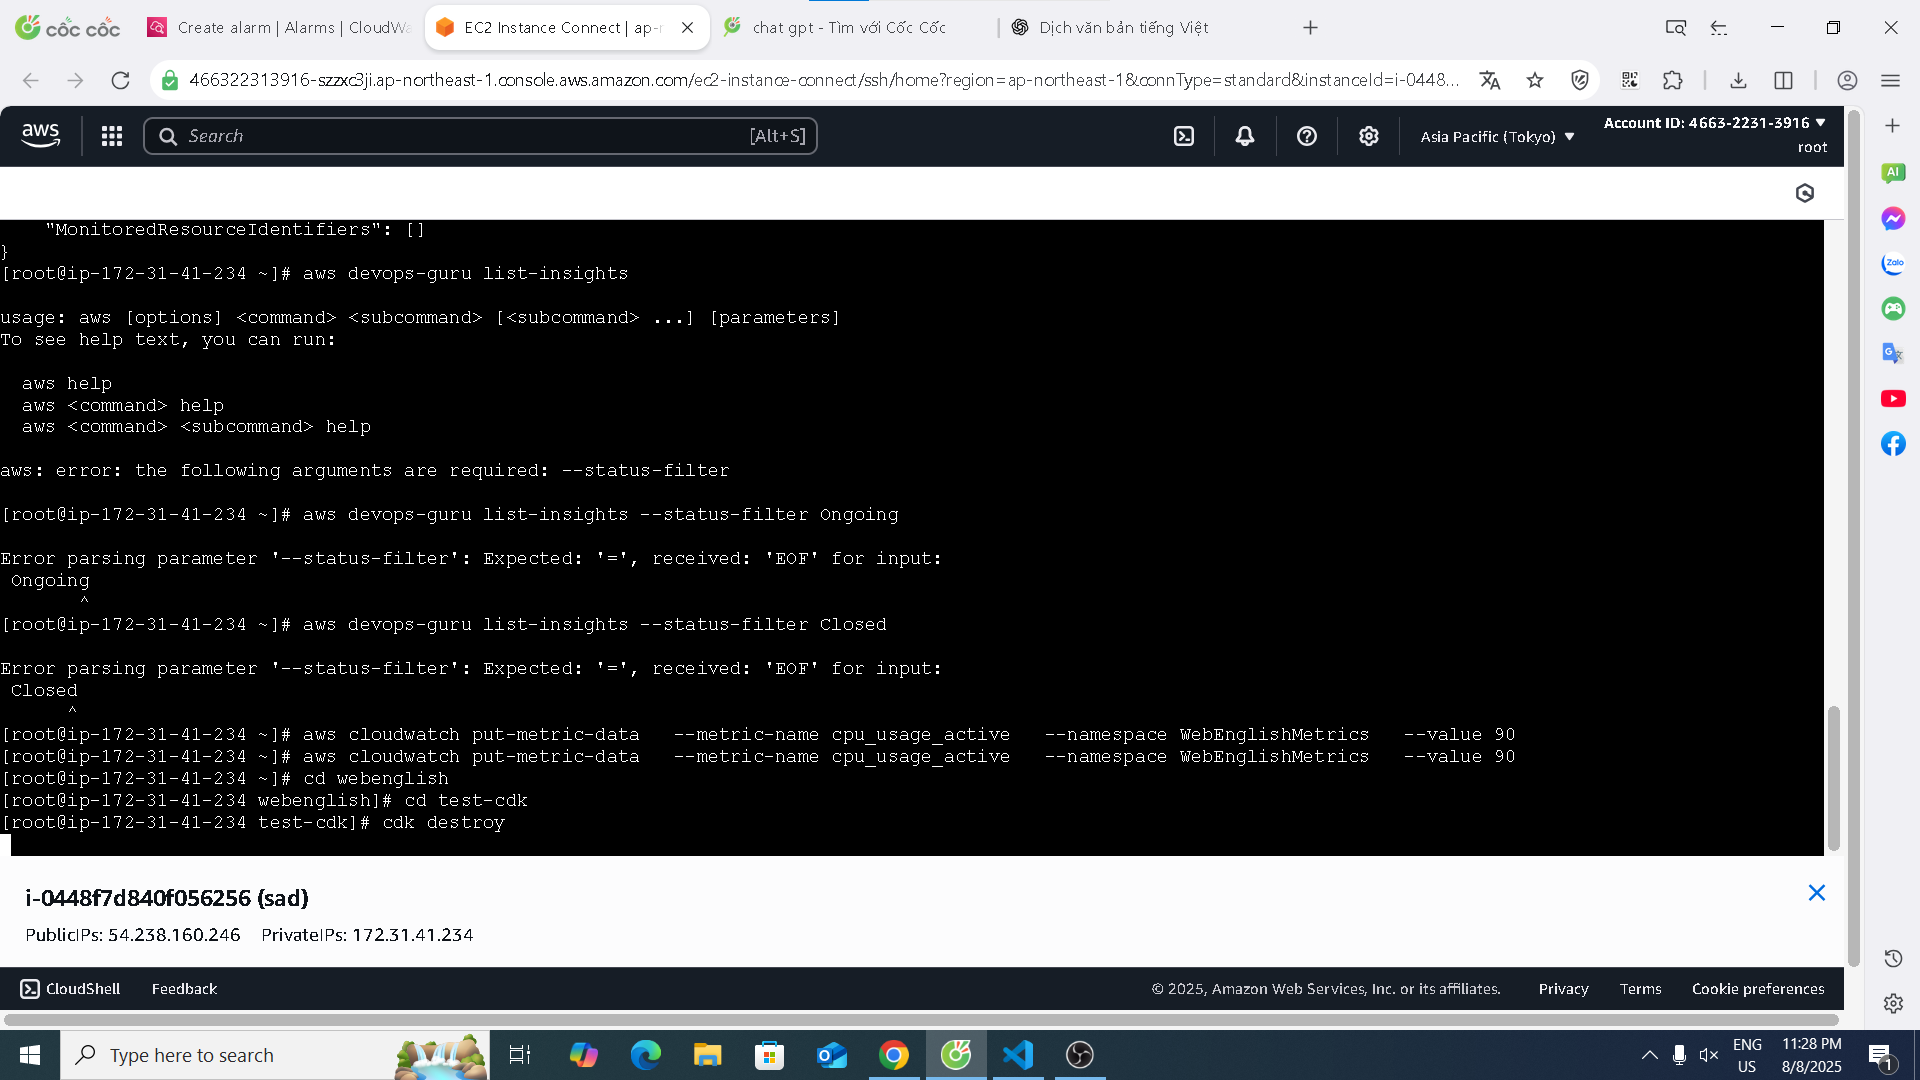 cốc cốc
Create alarm | Alarms | CloudWa
EC2 Instance Connect | ap-n
chat gpt - Tìm với Cốc Cốc
Dịch văn bản tiếng Việt
466322313916-szzxc3ji.ap-northeast-1.console.aws.amazon.com/ec2-instance-connect/ssh/home?region=ap-northeast-1&connType=standard&instanceId=i-0448...
aws
Search
[Alt+S]
Asia Pacific (Tokyo)
Account ID: 4663-2231-3916
root
"MonitoredResourceIdentifiers": []
}
[root@ip-172-31-41-234 ~]# aws devops-guru list-insights
usage: aws [options] <command> <subcommand> [<subcommand> ...] [parameters]
To see help text, you can run:
aws help
aws <command> help
aws <command> <subcommand> help
aws: error: the following arguments are required: --status-filter
[root@ip-172-31-41-234 ~]# aws devops-guru list-insights --status-filter Ongoing
Error parsing parameter '--status-filter': Expected: '=', received: 'EOF' for input:
Ongoing
^
[root@ip-172-31-41-234 ~]# aws devops-guru list-insights --status-filter Closed
Error parsing parameter '--status-filter': Expected: '=', received: 'EOF' for input:
Closed
^
[root@ip-172-31-41-234 ~]# aws cloudwatch put-metric-data   --metric-name cpu_usage_active   --namespace WebEnglishMetrics   --value 90
[root@ip-172-31-41-234 ~]# aws cloudwatch put-metric-data   --metric-name cpu_usage_active   --namespace WebEnglishMetrics   --value 90
[root@ip-172-31-41-234 ~]# cd webenglish
[root@ip-172-31-41-234 webenglish]# cd test-cdk
[root@ip-172-31-41-234 test-cdk]# cdk destroy
i-0448f7d840f056256 (sad)
PublicIPs: 54.238.160.246 PrivateIPs: 172.31.41.234
CloudShell
Feedback
© 2025, Amazon Web Services, Inc. or its affiliates.
Privacy
Terms
Cookie preferences
AI
Zalo
Type here to search
ENG
US
11:28 PM
8/8/2025
1